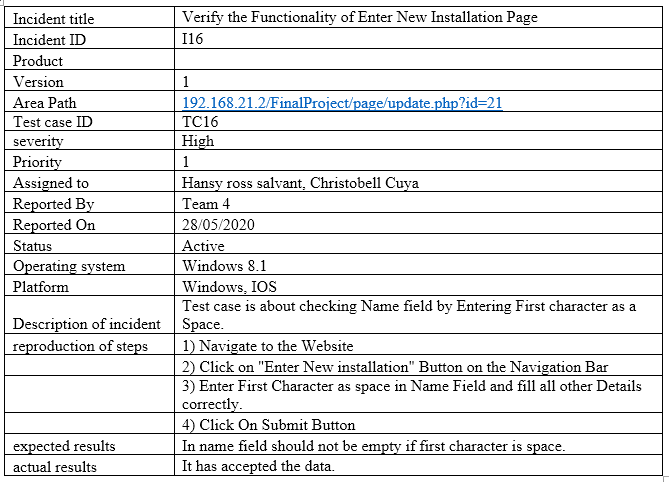 Incident title Verify the Functionality of Enter New Installation Page
Incident ID I16
Product
Version 1
Area Path 192.168.21.2/FinalProject/page/update.php?id=21
Test case ID TC16
severity High
Priority 1
Assigned to Hansy ross salvant, Christobell Cuya
Reported By Team 4
Reported On 28/05/2020
Status Active
Operating system Windows 8.1
Platform Windows, IOS
Description of incident Test case is about checking Name field by Entering First character as a
Space.
reproduction of steps 1) Navigate to the Website
2) Click on "Enter New installation" Button on the Navigation Bar
3) Enter First Character as space in Name Field and fill all other Details
correctly.
4) Click On Submit Button
expected results In name field should not be empty if first character is space.
actual results It has accepted the data.